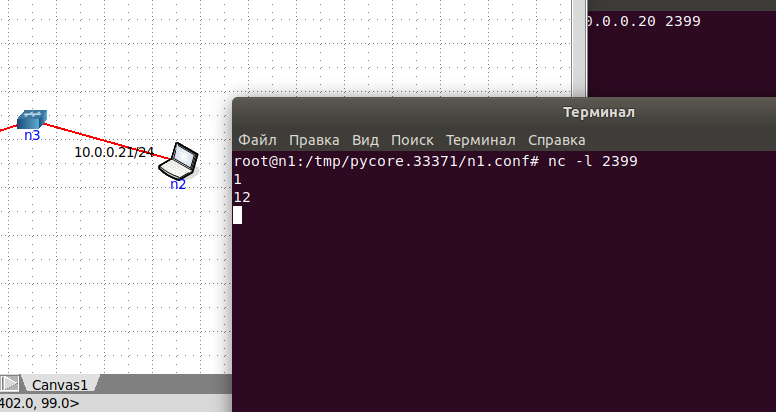 0.0.0.20 2399
Терминал
Файл Правка Вид Поиск Терминал Справка
root@n1:/tmp/pycore.33371/n1.conf# nc -l 2399
1
12
n3
10.0.0.21/24
n2
Canvas1
402.0, 99.0>